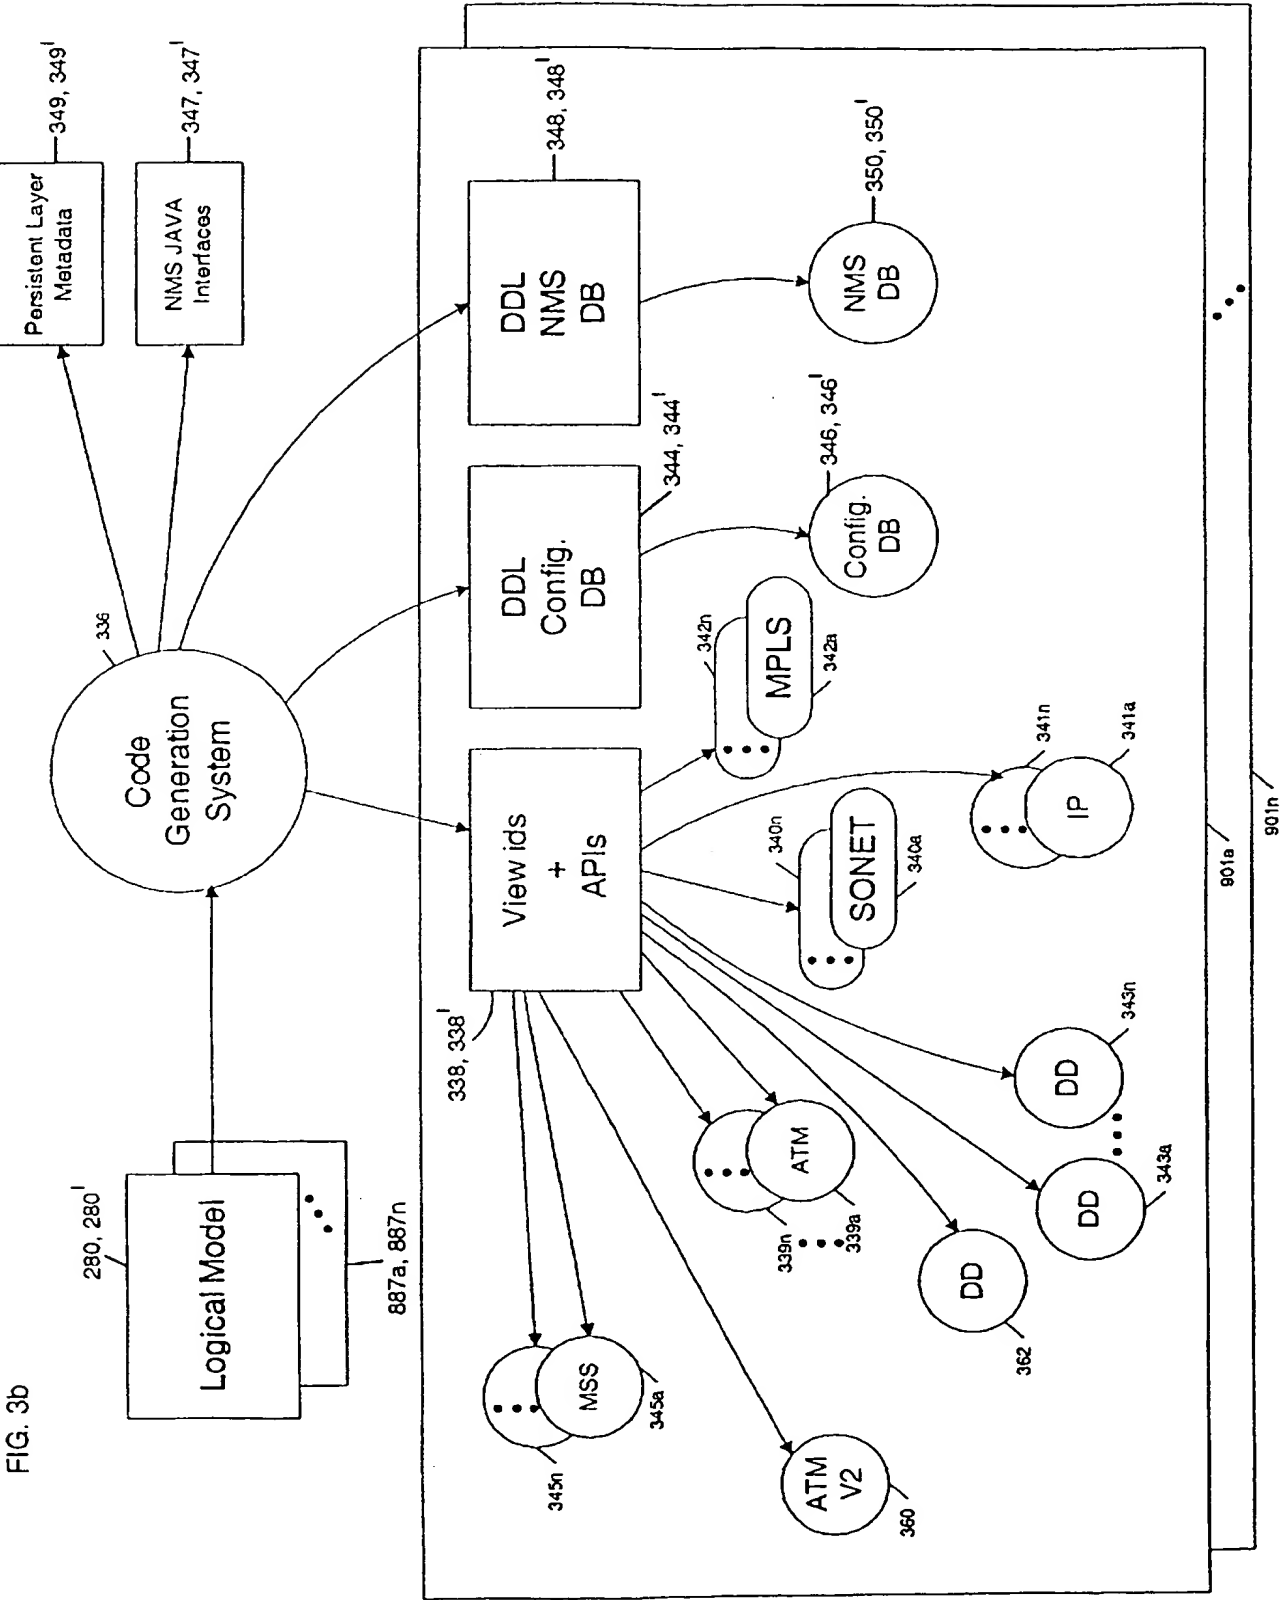 FIG. 3b
280, 280'
Logical Model
887a, 887n
Code
Generation
System
336
Persistent Layer
Metadata
349, 349'
NMS JAVA
Interfaces
347, 347'
338, 338'
View ids
+
APIs
DDL
Config.
DB
344, 344'
DDL
NMS
DB
348, 348'
345n
MSS
345a
ATM
V2
360
339n
339a
ATM
DD
362
DD
343a
DD
343n
340n
SONET
340a
342n
MPLS
342a
341n
IP
341a
Config.
DB
346, 346'
NMS
DB
350, 350'
901a
901n